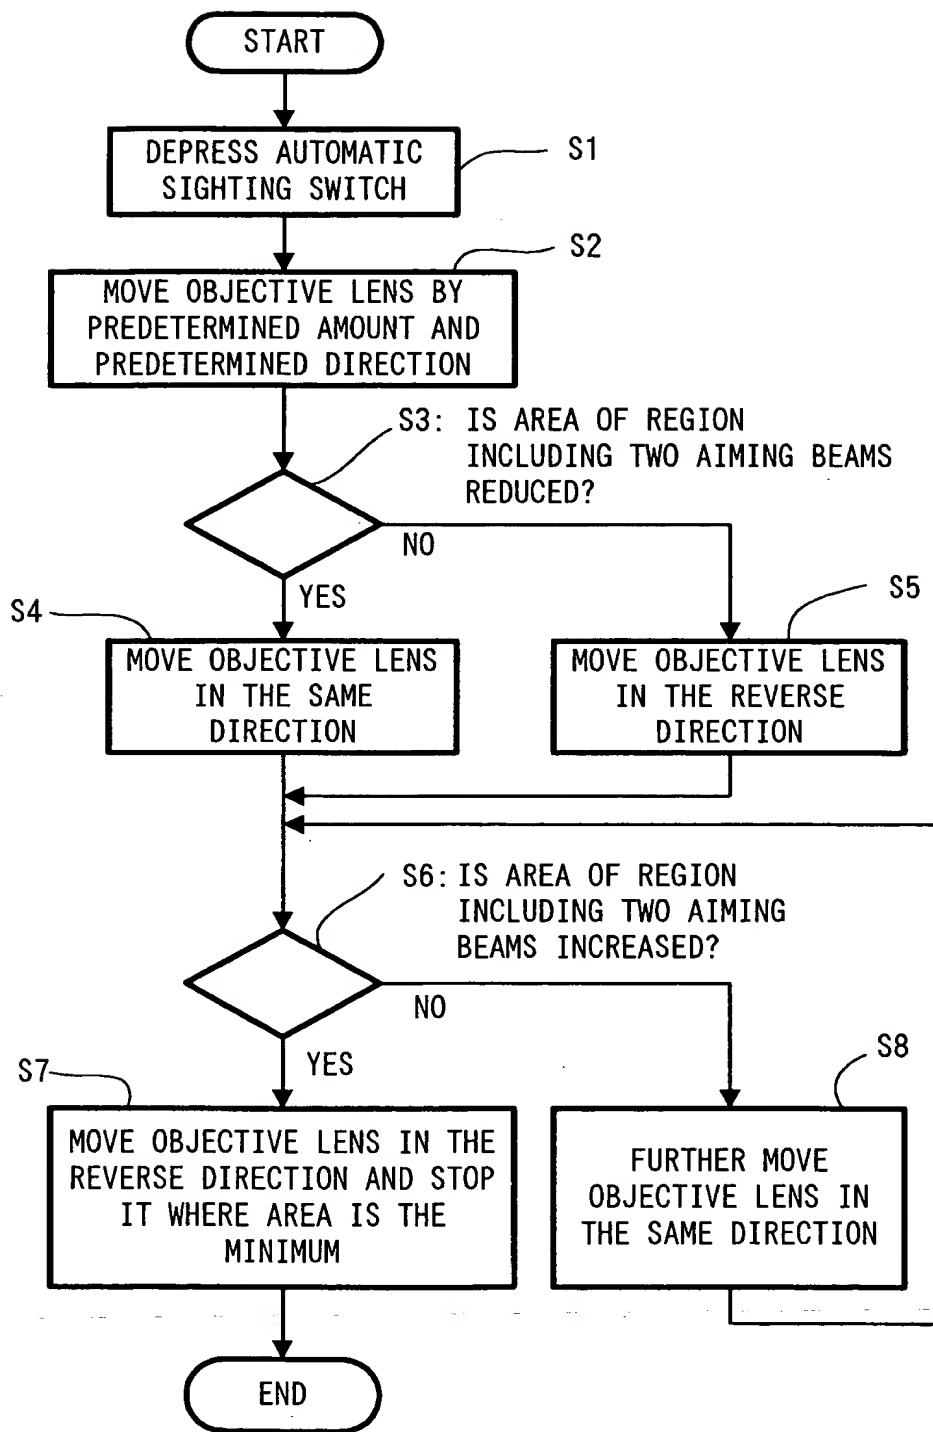 START
DEPRESS AUTOMATIC
SIGHTING SWITCH
S1
S2
MOVE OBJECTIVE LENS BY
PREDETERMINED AMOUNT AND
PREDETERMINED DIRECTION
S3: IS AREA OF REGION
INCLUDING TWO AIMING BEAMS
REDUCED?
NO
YES
S4
MOVE OBJECTIVE LENS
IN THE SAME
DIRECTION
S5
MOVE OBJECTIVE LENS
IN THE REVERSE
DIRECTION
S6: IS AREA OF REGION
INCLUDING TWO AIMING
BEAMS INCREASED?
NO
YES
S7
MOVE OBJECTIVE LENS IN THE
REVERSE DIRECTION AND STOP
IT WHERE AREA IS THE
MINIMUM
S8
FURTHER MOVE
OBJECTIVE LENS IN
THE SAME DIRECTION
END